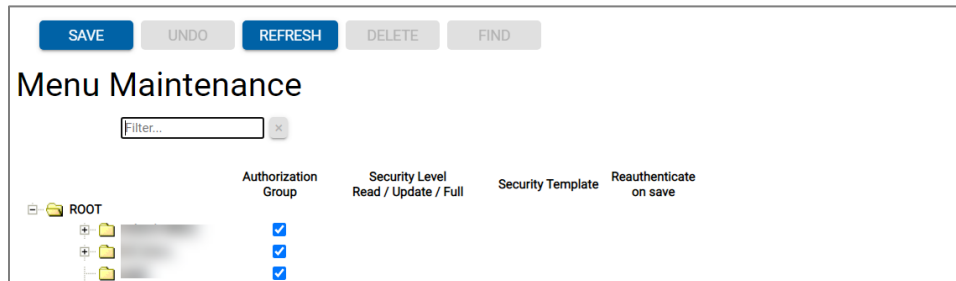 SAVE UNDO REFRESH DELETE FIND
Menu Maintenance
Filter...
Authorization Group Security Level Read / Update / Full Security Template Reauthenticate on save
ROOT